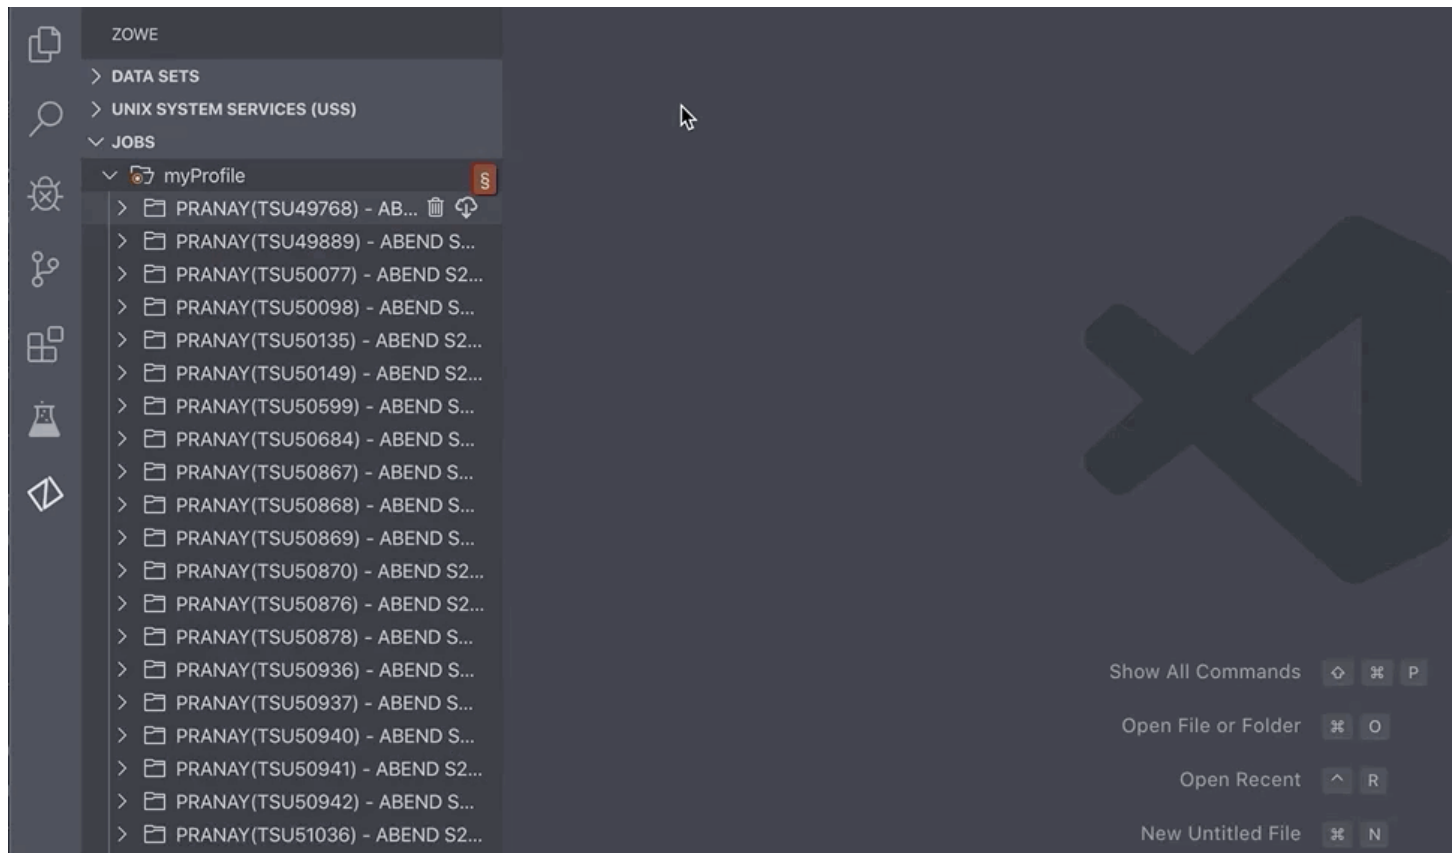 ZOWE
DATA SETS
UNIX SYSTEM SERVICES (USS)
JOBS
myProfile §
PRANAY(TSU49768) - AB...
PRANAY(TSU49889) - ABEND S...
PRANAY(TSU50077) - ABEND S2...
PRANAY(TSU50098) - ABEND S...
PRANAY(TSU50135) - ABEND S2...
PRANAY(TSU50149) - ABEND S2...
PRANAY(TSU50599) - ABEND S...
PRANAY(TSU50684) - ABEND S...
PRANAY(TSU50867) - ABEND S...
PRANAY(TSU50868) - ABEND S...
PRANAY(TSU50869) - ABEND S...
PRANAY(TSU50870) - ABEND S2...
PRANAY(TSU50876) - ABEND S2...
PRANAY(TSU50878) - ABEND S...
PRANAY(TSU50936) - ABEND S...
PRANAY(TSU50937) - ABEND S...
PRANAY(TSU50940) - ABEND S...
PRANAY(TSU50941) - ABEND S2...
PRANAY(TSU50942) - ABEND S...
PRANAY(TSU51036) - ABEND S2...
Show All Commands ⇧ ⌘ P
Open File or Folder ⌘ O
Open Recent ^ R
New Untitled File ⌘ N